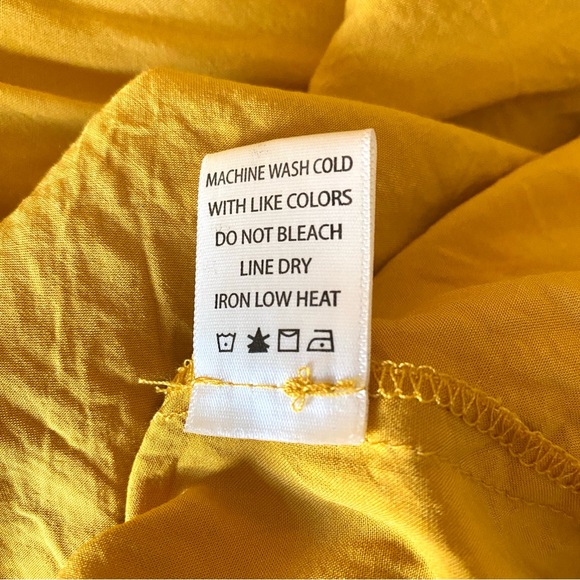 MACHINE WASH COLD
WITH LIKE COLORS
DO NOT BLEACH
LINE DRY
IRON LOW HEAT